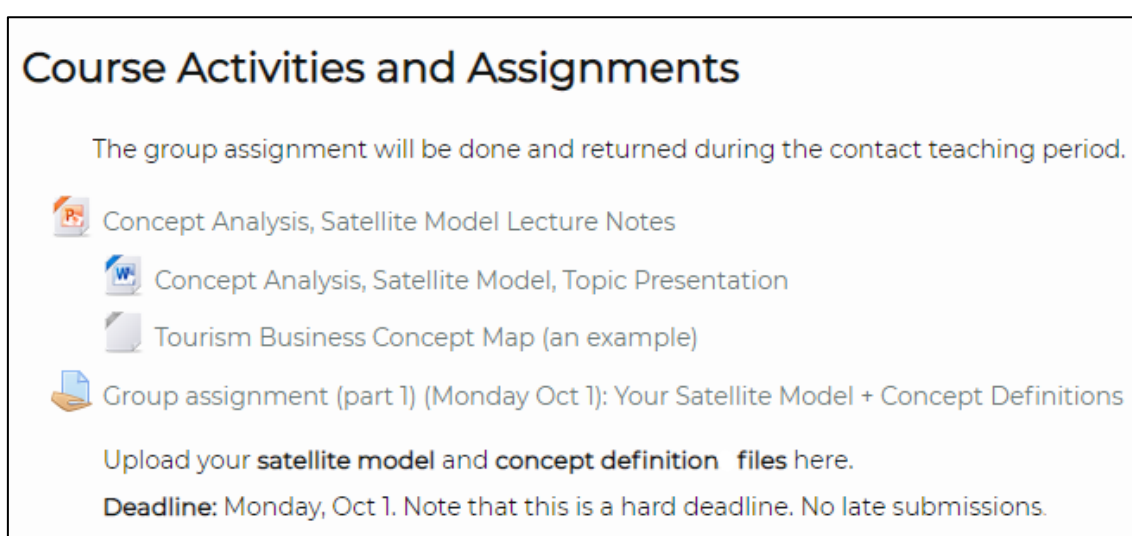 Course Activities and Assignments
The group assignment will be done and returned during the contact teaching period.
Concept Analysis, Satellite Model Lecture Notes
Concept Analysis, Satellite Model, Topic Presentation
Tourism Business Concept Map (an example)
Group assignment (part 1) (Monday Oct 1): Your Satellite Model + Concept Definitions
Upload your satellite model and concept definition files here.
Deadline: Monday, Oct 1. Note that this is a hard deadline. No late submissions.